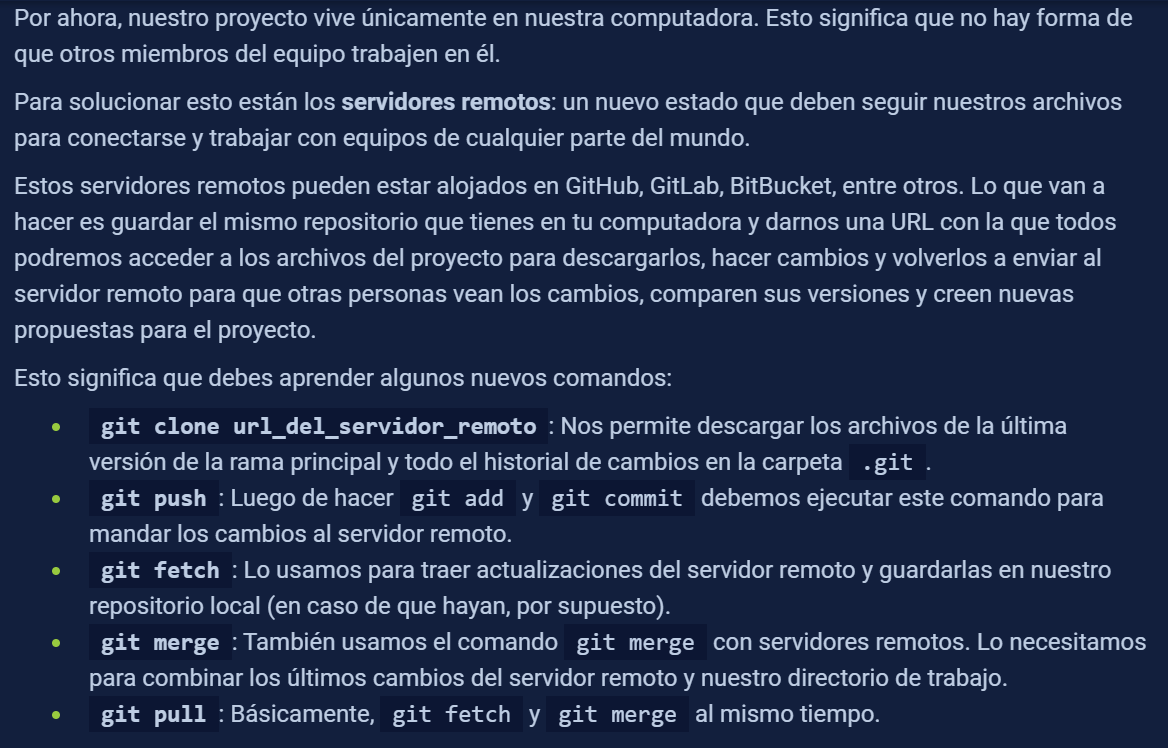 Por ahora, nuestro proyecto vive únicamente en nuestra computadora. Esto significa que no hay forma de
que otros miembros del equipo trabajen en él.
Para solucionar esto están los servidores remotos: un nuevo estado que deben seguir nuestros archivos
para conectarse y trabajar con equipos de cualquier parte del mundo.
Estos servidores remotos pueden estar alojados en GitHub, GitLab, BitBucket, entre otros. Lo que van a
hacer es guardar el mismo repositorio que tienes en tu computadora y darnos una URL con la que todos
podremos acceder a los archivos del proyecto para descargarlos, hacer cambios y volverlos a enviar al
servidor remoto para que otras personas vean los cambios, comparen sus versiones y creen nuevas
propuestas para el proyecto.
Esto significa que debes aprender algunos nuevos comandos:
• git clone url_del_servidor_remoto : Nos permite descargar los archivos de la última
versión de la rama principal y todo el historial de cambios en la carpeta .git .
• git push : Luego de hacer git add y git commit debemos ejecutar este comando para
mandar los cambios al servidor remoto.
• git fetch : Lo usamos para traer actualizaciones del servidor remoto y guardarlas en nuestro
repositorio local (en caso de que hayan, por supuesto).
• git merge : También usamos el comando git merge con servidores remotos. Lo necesitamos
para combinar los últimos cambios del servidor remoto y nuestro directorio de trabajo.
• git pull : Básicamente, git fetch y git merge al mismo tiempo.